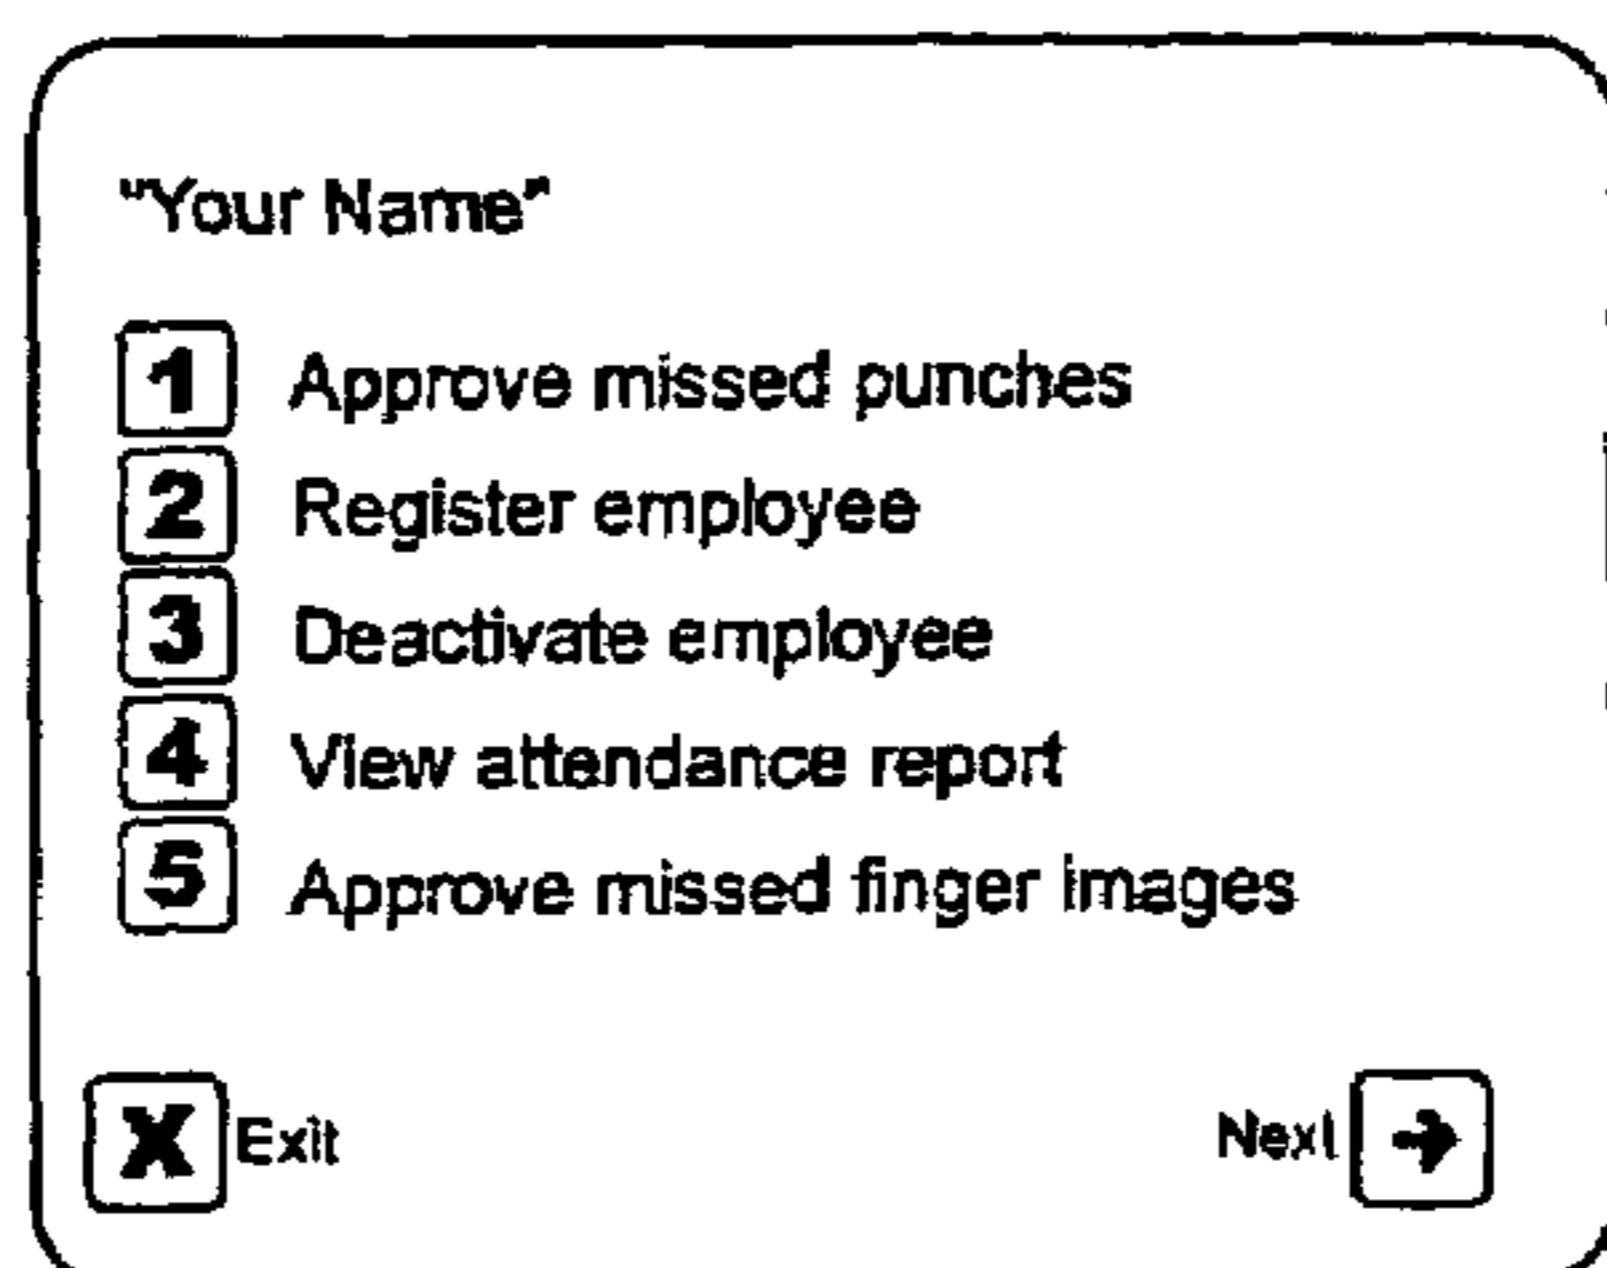 "Your Name"
1 Approve missed punches
2 Register employee
3 Deactivate employee
4 View attendance report
5 Approve missed finger images
X Exit Next →